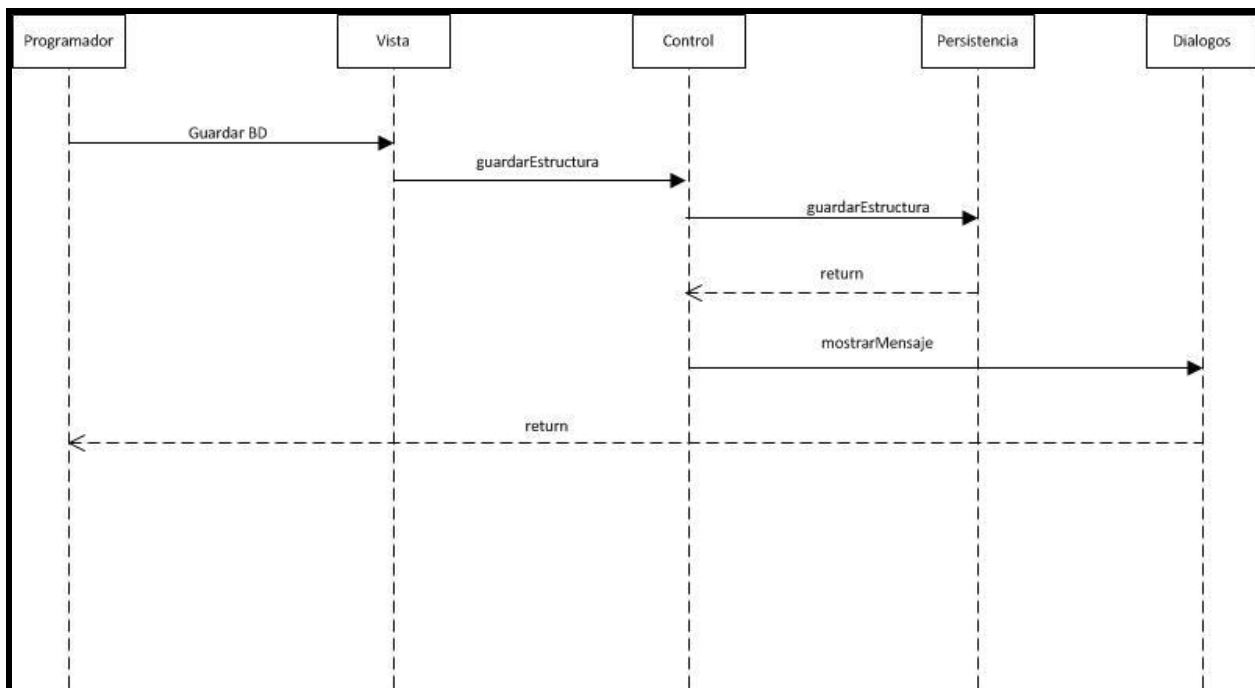 Programador
Vista
Control
Persistencia
Dialogos
Guardar BD
guardarEstructura
guardarEstructura
return
mostrarMensaje
return